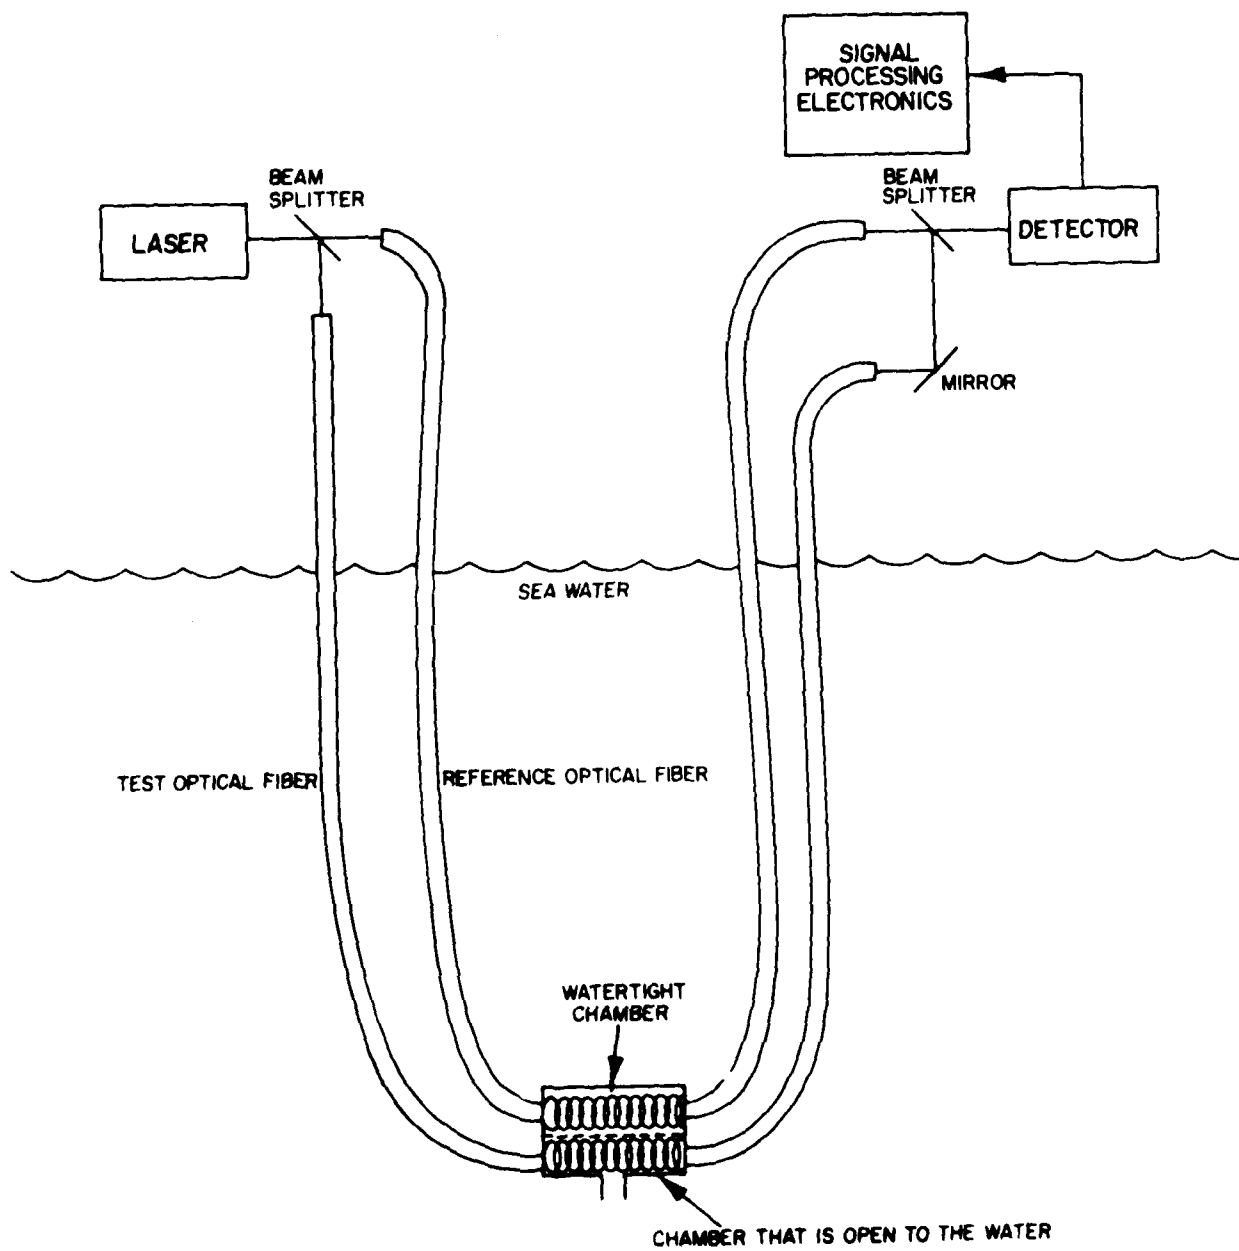 SIGNAL
PROCESSING
ELECTRONICS
BEAM
SPLITTER
BEAM
SPLITTER
LASER
DETECTOR
MIRROR
SEA WATER
TEST OPTICAL FIBER
REFERENCE OPTICAL FIBER
WATERTIGHT
CHAMBER
CHAMBER THAT IS OPEN TO THE WATER